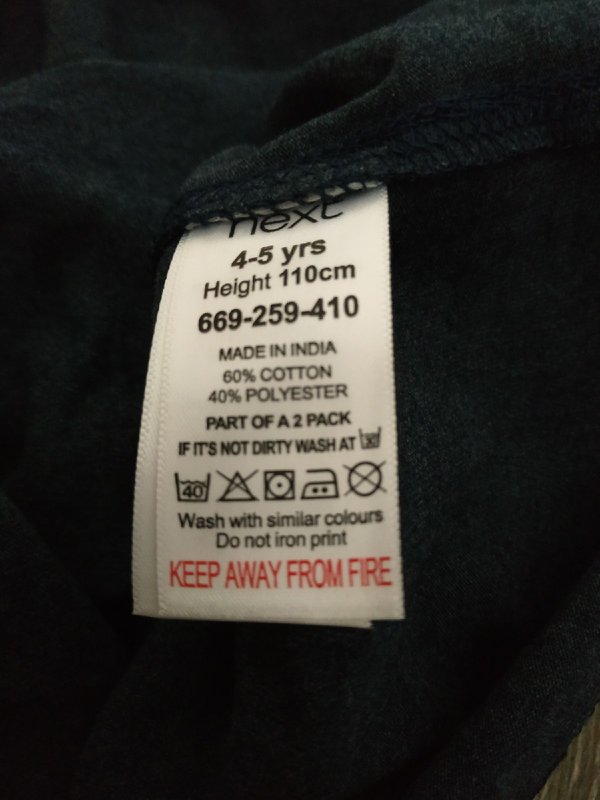 next
4-5 yrs
Height 110cm
669-259-410
MADE IN INDIA
60% COTTON
40% POLYESTER
PART OF A 2 PACK
IF IT'S NOT DIRTY WASH AT 30
40
Wash with similar colours
Do not iron print
KEEP AWAY FROM FIRE